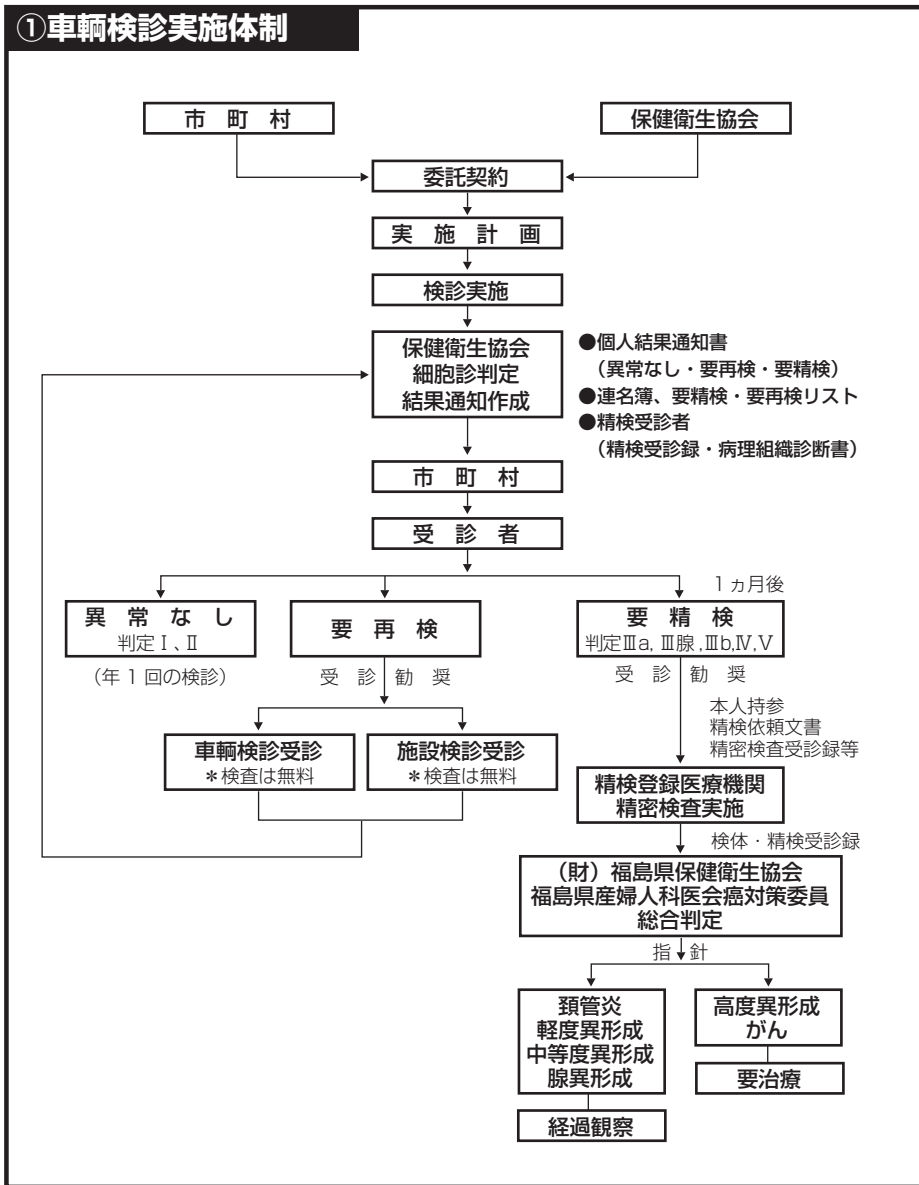 ①車輌検診実施体制
市町村
保健衛生協会
委託契約
実施計画
検診実施
保健衛生協会
細胞診判定
結果通知作成
●個人結果通知書
（異常なし・要再検・要精検）
●連名簿、要精検・要再検リスト
●精検受診者
（精検受診録・病理組織診断書）
市町村
受診者
1ヵ月後
異常なし
判定Ⅰ、Ⅱ
（年1回の検診）
要再検
受診勧奨
要精検
判定Ⅲa, Ⅲ腺,Ⅲb,Ⅳ,Ⅴ
受診勧奨
本人持参
精検依頼文書
精密検査受診録等
車輌検診受診
＊検査は無料
施設検診受診
＊検査は無料
精検登録医療機関
精密検査実施
検体・精検受診録
（財）福島県保健衛生協会
福島県産婦人科医会癌対策委員
総合判定
指針
頚管炎
軽度異形成
中等度異形成
腺異形成
経過観察
高度異形成
がん
要治療